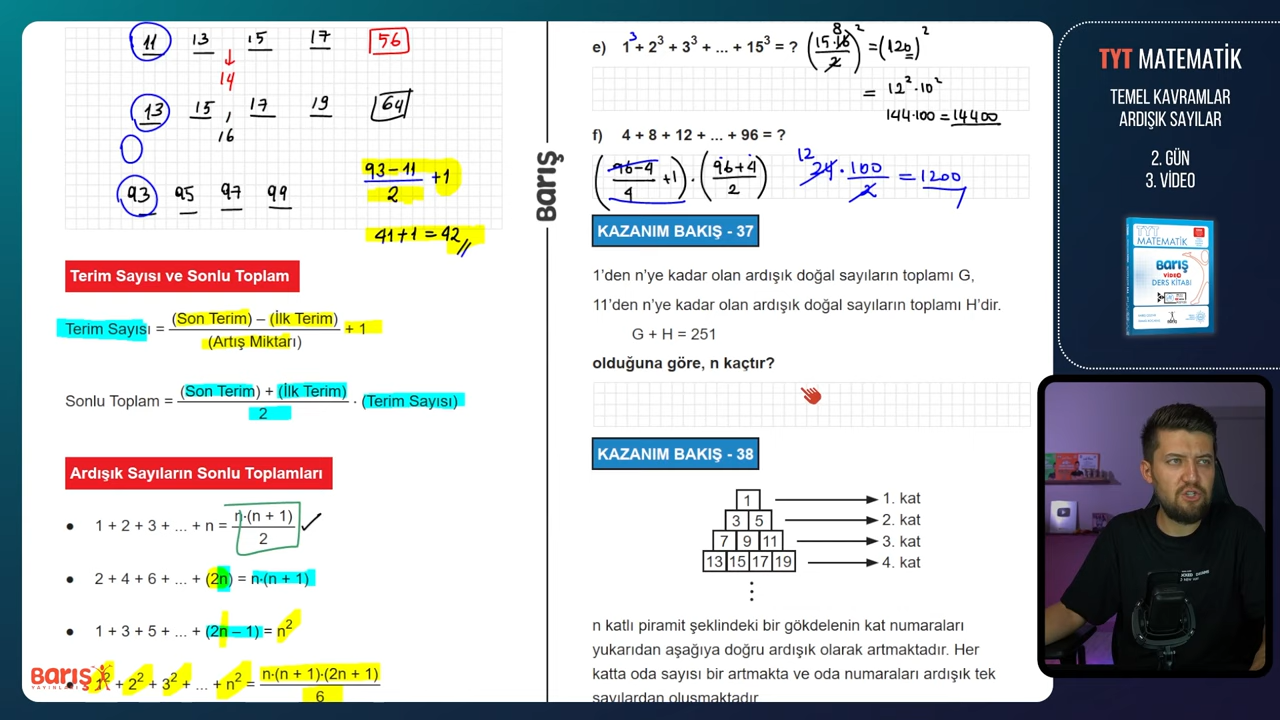 11 13 15 17 56
14
13 15, 17 19 64
16
93 95 97 99
93 – 11 / 2 + 1
41 + 1 = 42 //
Terim Sayısı ve Sonlu Toplam
Terim Sayısı = (Son Terim) – (İlk Terim) / (Artış Miktarı) + 1
Sonlu Toplam = (Son Terim) + (İlk Terim) / 2 · (Terim Sayısı)
Ardışık Sayıların Sonlu Toplamları
• 1 + 2 + 3 + ... + n = n·(n + 1) / 2 ✓
• 2 + 4 + 6 + ... + (2n) = n·(n + 1)
• 1 + 3 + 5 + ... + (2n – 1) = n²
• 1² + 2² + 3² + ... + n² = n·(n + 1)·(2n + 1) / 6
BARIŞ
YAYINLARI
BARIŞ
e) 1³ + 2³ + 3³ + ... + 15³ = ? (15·16 / 2)² = (120)²
8
3
= 12² · 10²
144·100 = 14400
f) 4 + 8 + 12 + ... + 96 = ?
(96 – 4 / 4 + 1) · (96 + 4 / 2) 12 24 · 100 / 2 = 1200
KAZANIM BAKIŞ - 37
1'den n'ye kadar olan ardışık doğal sayıların toplamı G,
11'den n'ye kadar olan ardışık doğal sayıların toplamı H'dir.
G + H = 251
olduğuna göre, n kaçtır?
KAZANIM BAKIŞ - 38
1 1. kat
3 5 2. kat
7 9 11 3. kat
13 15 17 19 4. kat
n katlı piramit şeklindeki bir gökdelenin kat numaraları
yukarıdan aşağıya doğru ardışık olarak artmaktadır. Her
katta oda sayısı bir artmakta ve oda numaraları ardışık tek
sayılardan oluşmaktadır.
TYT MATEMATİK
TEMEL KAVRAMLAR
ARDIŞIK SAYILAR
2. GÜN
3. VİDEO
TYT
MATEMATİK
BARIŞ
VİDEO
DERS KİTABI